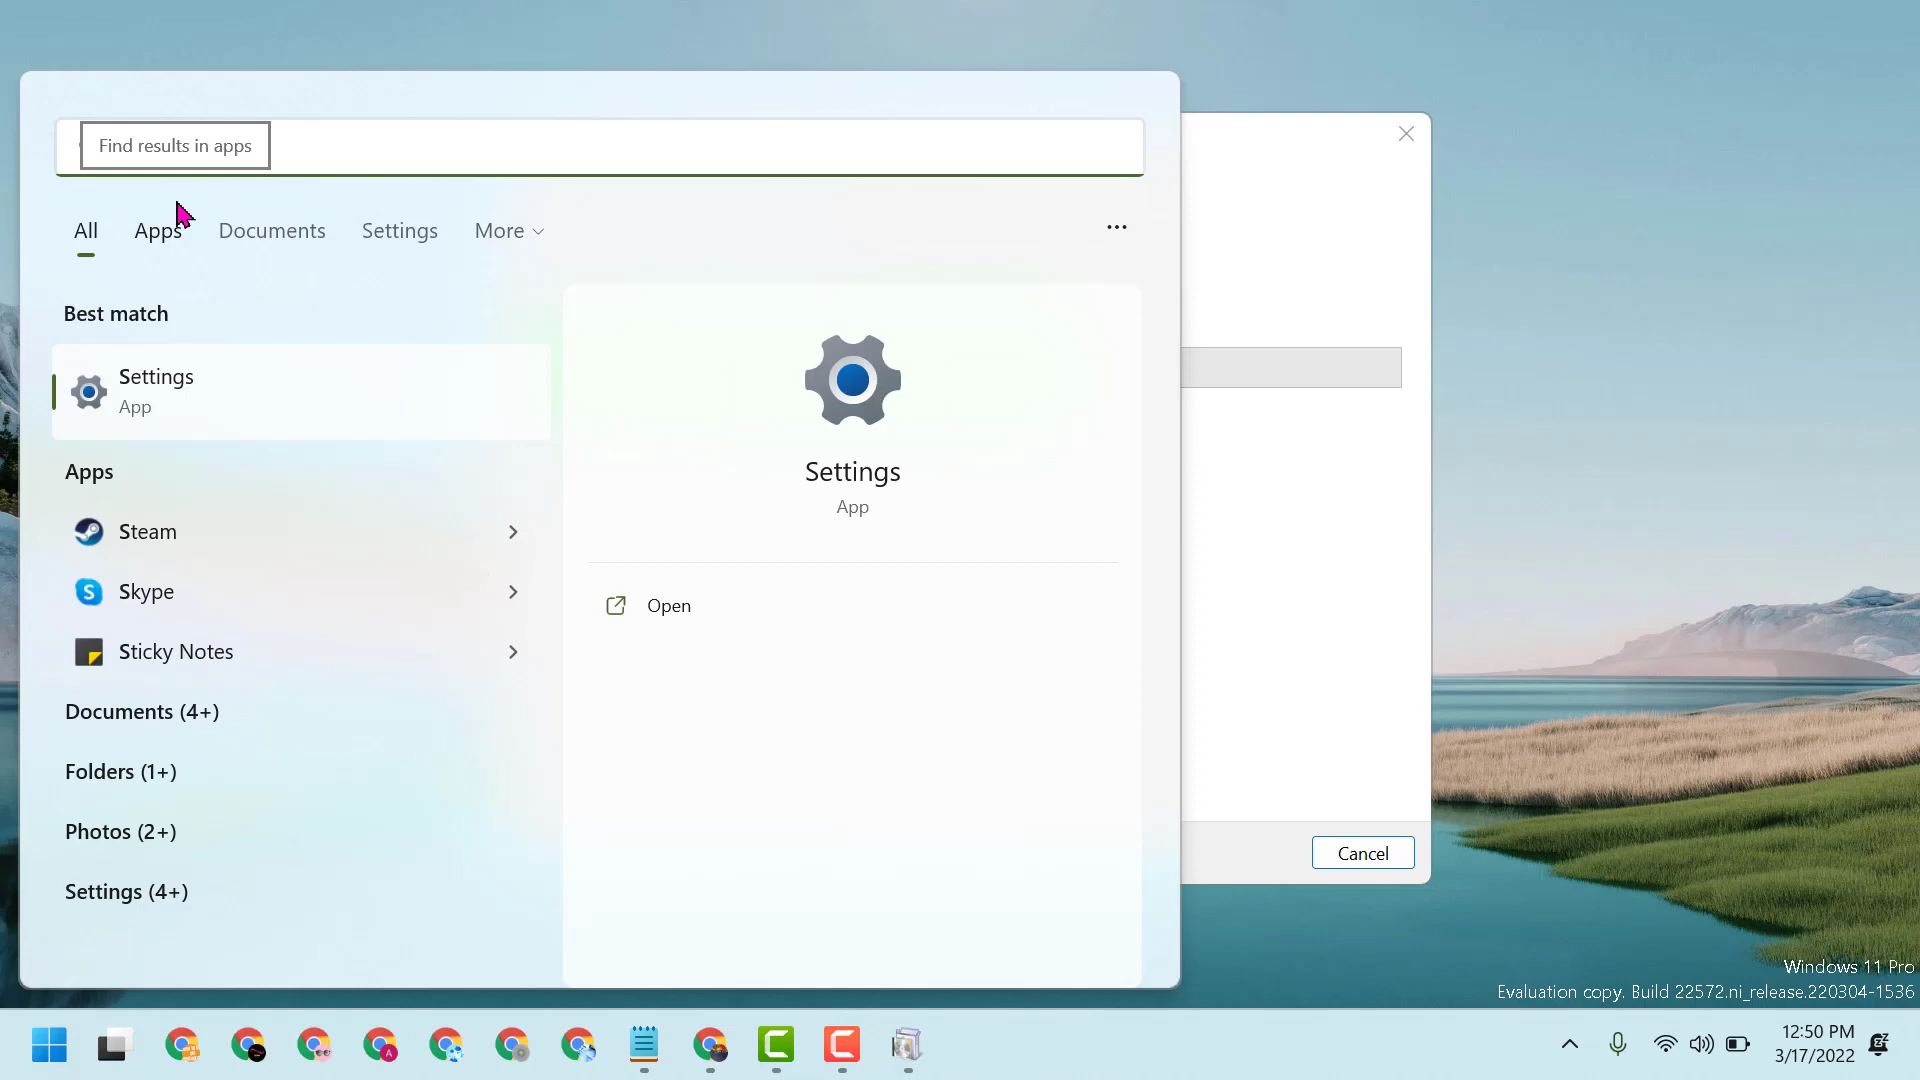 Find results in apps
All Apps Documents Settings More
Best match
Settings
App
Apps
Steam
Skype
Sticky Notes
Documents (4+)
Folders (1+)
Photos (2+)
Settings (4+)
Settings
App
Open
Cancel
Windows 11 Pro
Evaluation copy. Build 22572.ni_release.220304-1536
12:50 PM
3/17/2022